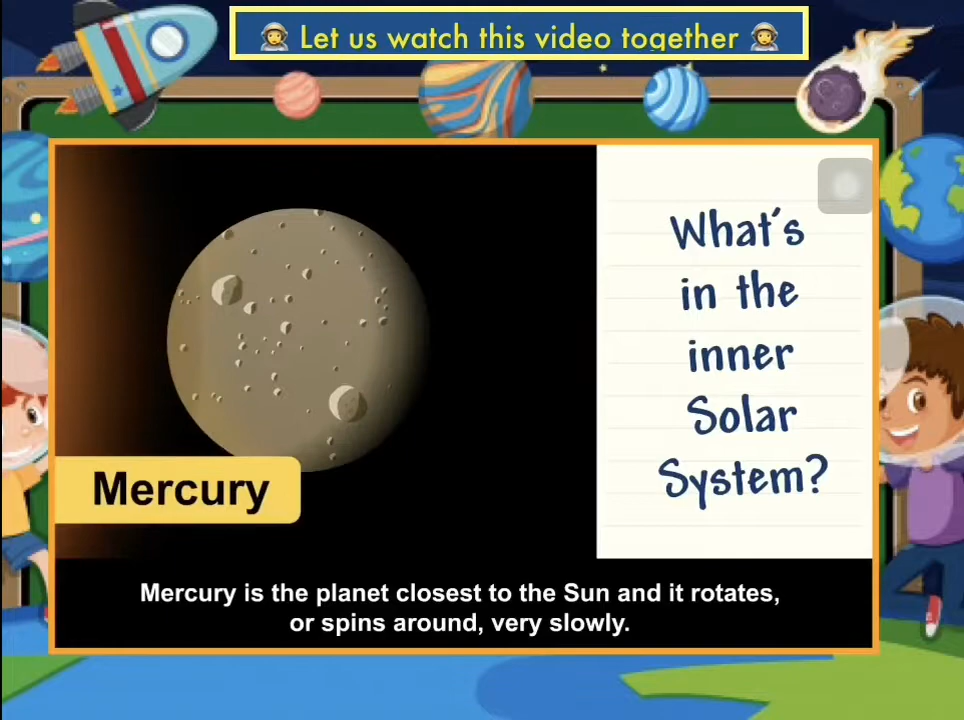 Let us watch this video together
What's
in the
inner
Solar
System?
Mercury
Mercury is the planet closest to the Sun and it rotates,
or spins around, very slowly.